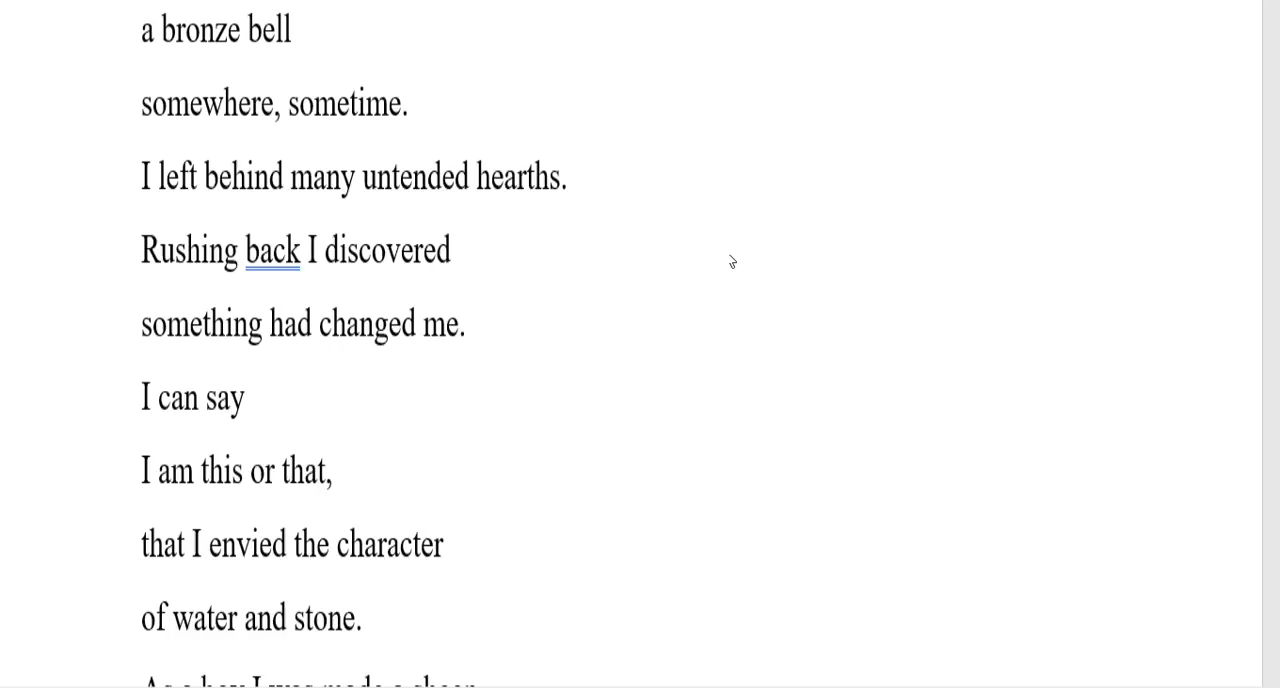 a bronze bell
somewhere, sometime.
I left behind many untended hearths.
Rushing back I discovered
something had changed me.
I can say
I am this or that,
that I envied the character
of water and stone.